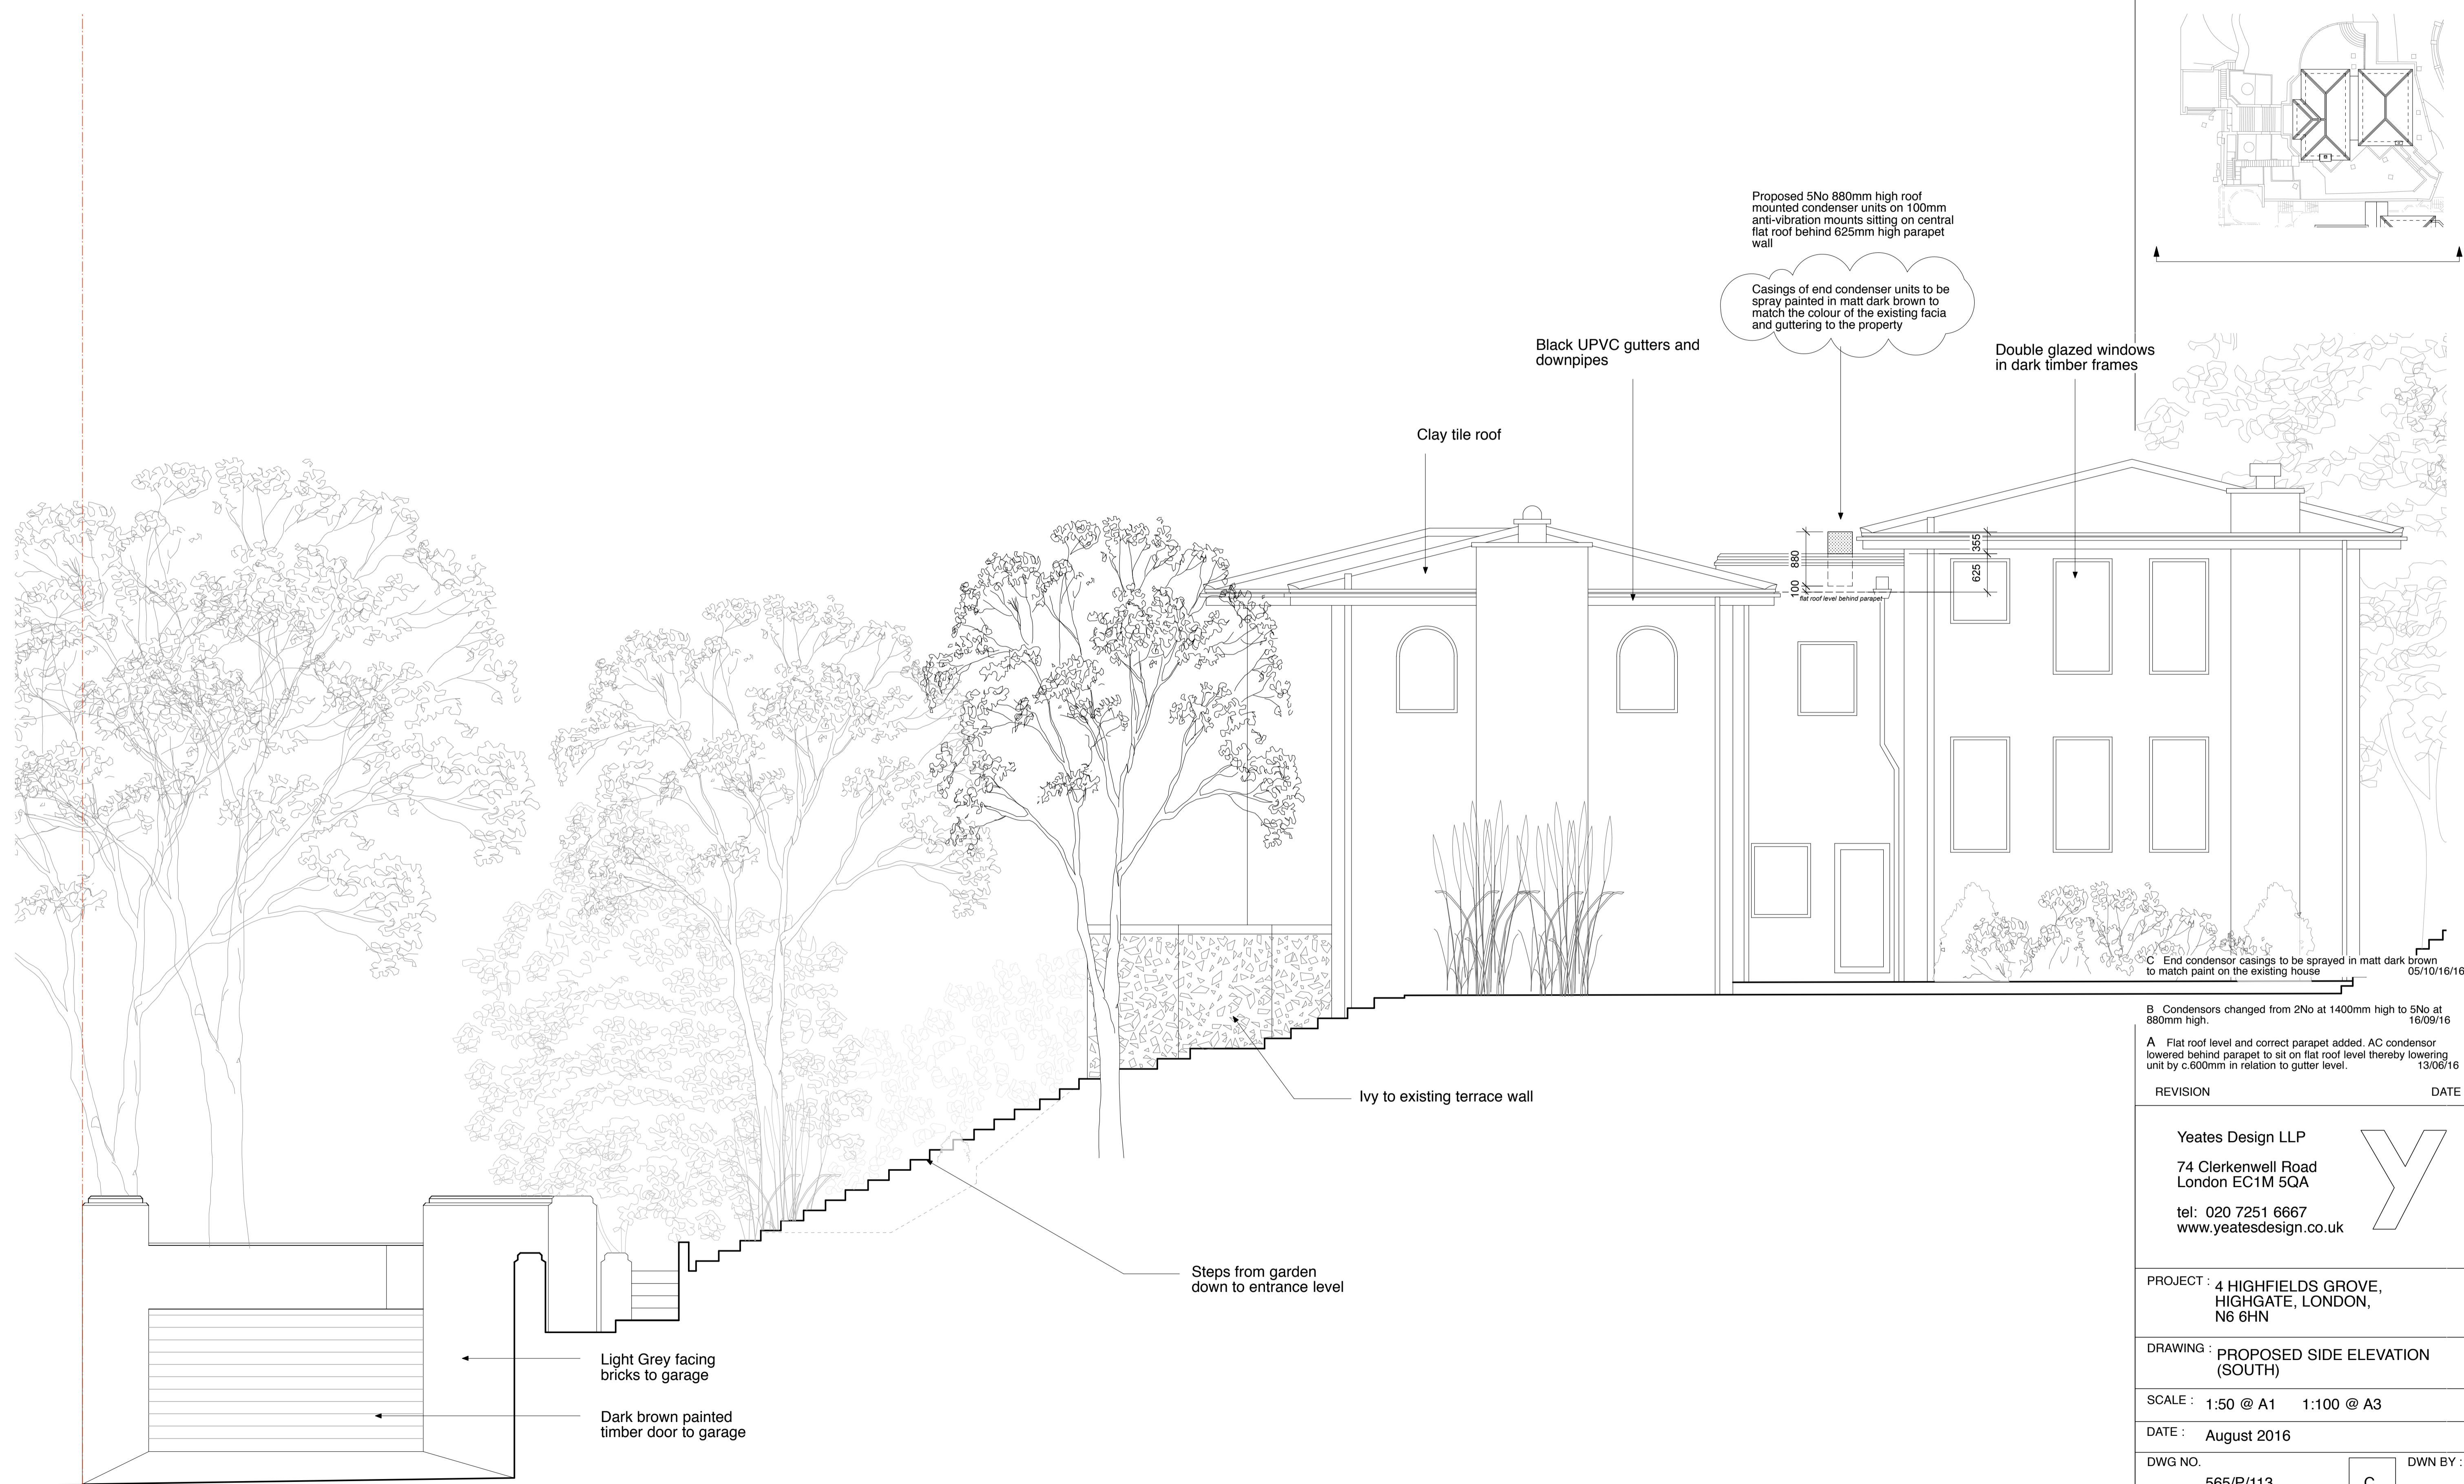 Proposed 5No 880mm high roof
mounted condenser units on 100mm
anti-vibration mounts sitting on central
flat roof behind 625mm high parapet
wall
Casings of end condenser units to be
spray painted in matt dark brown to
match the colour of the existing facia
and guttering to the property
Black UPVC gutters and
downpipes
Double glazed windows
in dark timber frames
Clay tile roof
880
100
355
625
flat roof level behind parapet
Ivy to existing terrace wall
Steps from garden
down to entrance level
Light Grey facing
bricks to garage
Dark brown painted
timber door to garage
C End condensor casings to be sprayed in matt dark brown
to match paint on the existing house 05/10/16/16
B Condensors changed from 2No at 1400mm high to 5No at
880mm high. 16/09/16
A Flat roof level and correct parapet added. AC condensor
lowered behind parapet to sit on flat roof level thereby lowering
unit by c.600mm in relation to gutter level. 13/06/16
REVISION DATE
Yeates Design LLP
74 Clerkenwell Road
London EC1M 5QA
tel: 020 7251 6667
www.yeatesdesign.co.uk
y
PROJECT : 4 HIGHFIELDS GROVE,
HIGHGATE, LONDON,
N6 6HN
DRAWING : PROPOSED SIDE ELEVATION
(SOUTH)
SCALE : 1:50 @ A1 1:100 @ A3
DATE : August 2016
DWG NO. DWN BY :
565/P/113 C